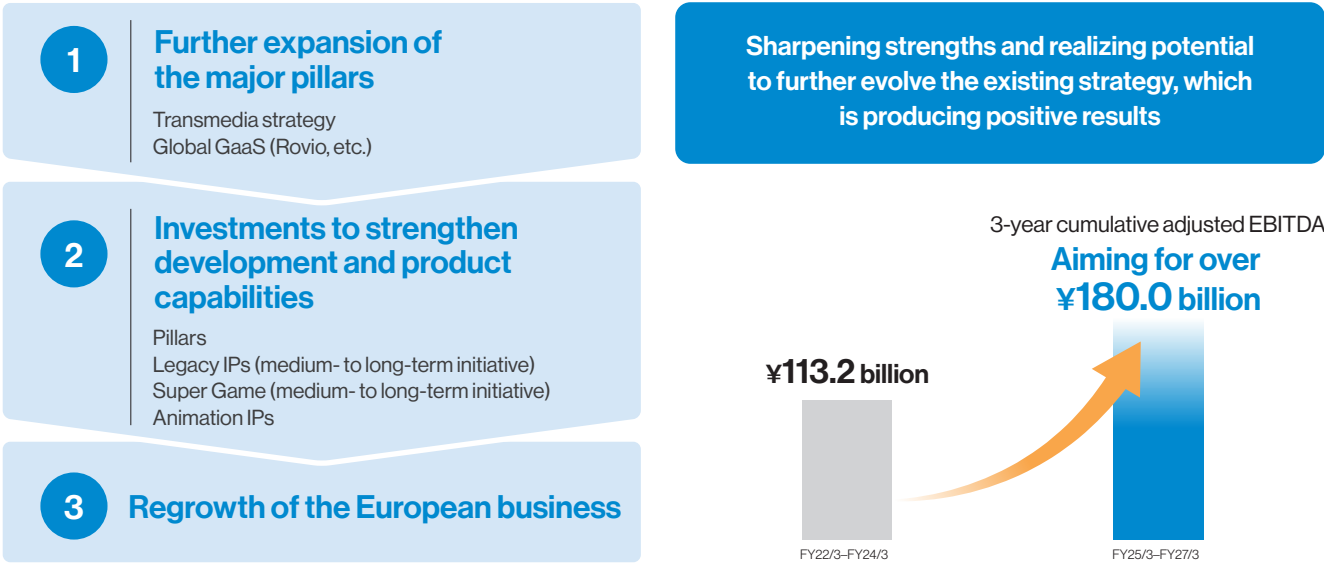 1
Further expansion of
the major pillars
Transmedia strategy
Global GaaS (Rovio, etc.)
2
Investments to strengthen
development and product
capabilities
Pillars
Legacy IPs (medium- to long-term initiative)
Super Game (medium- to long-term initiative)
Animation IPs
3
Regrowth of the European business
Sharpening strengths and realizing potential
to further evolve the existing strategy, which
is producing positive results
3-year cumulative adjusted EBITDA
Aiming for over
¥180.0 billion
¥113.2 billion
FY22/3–FY24/3
FY25/3–FY27/3